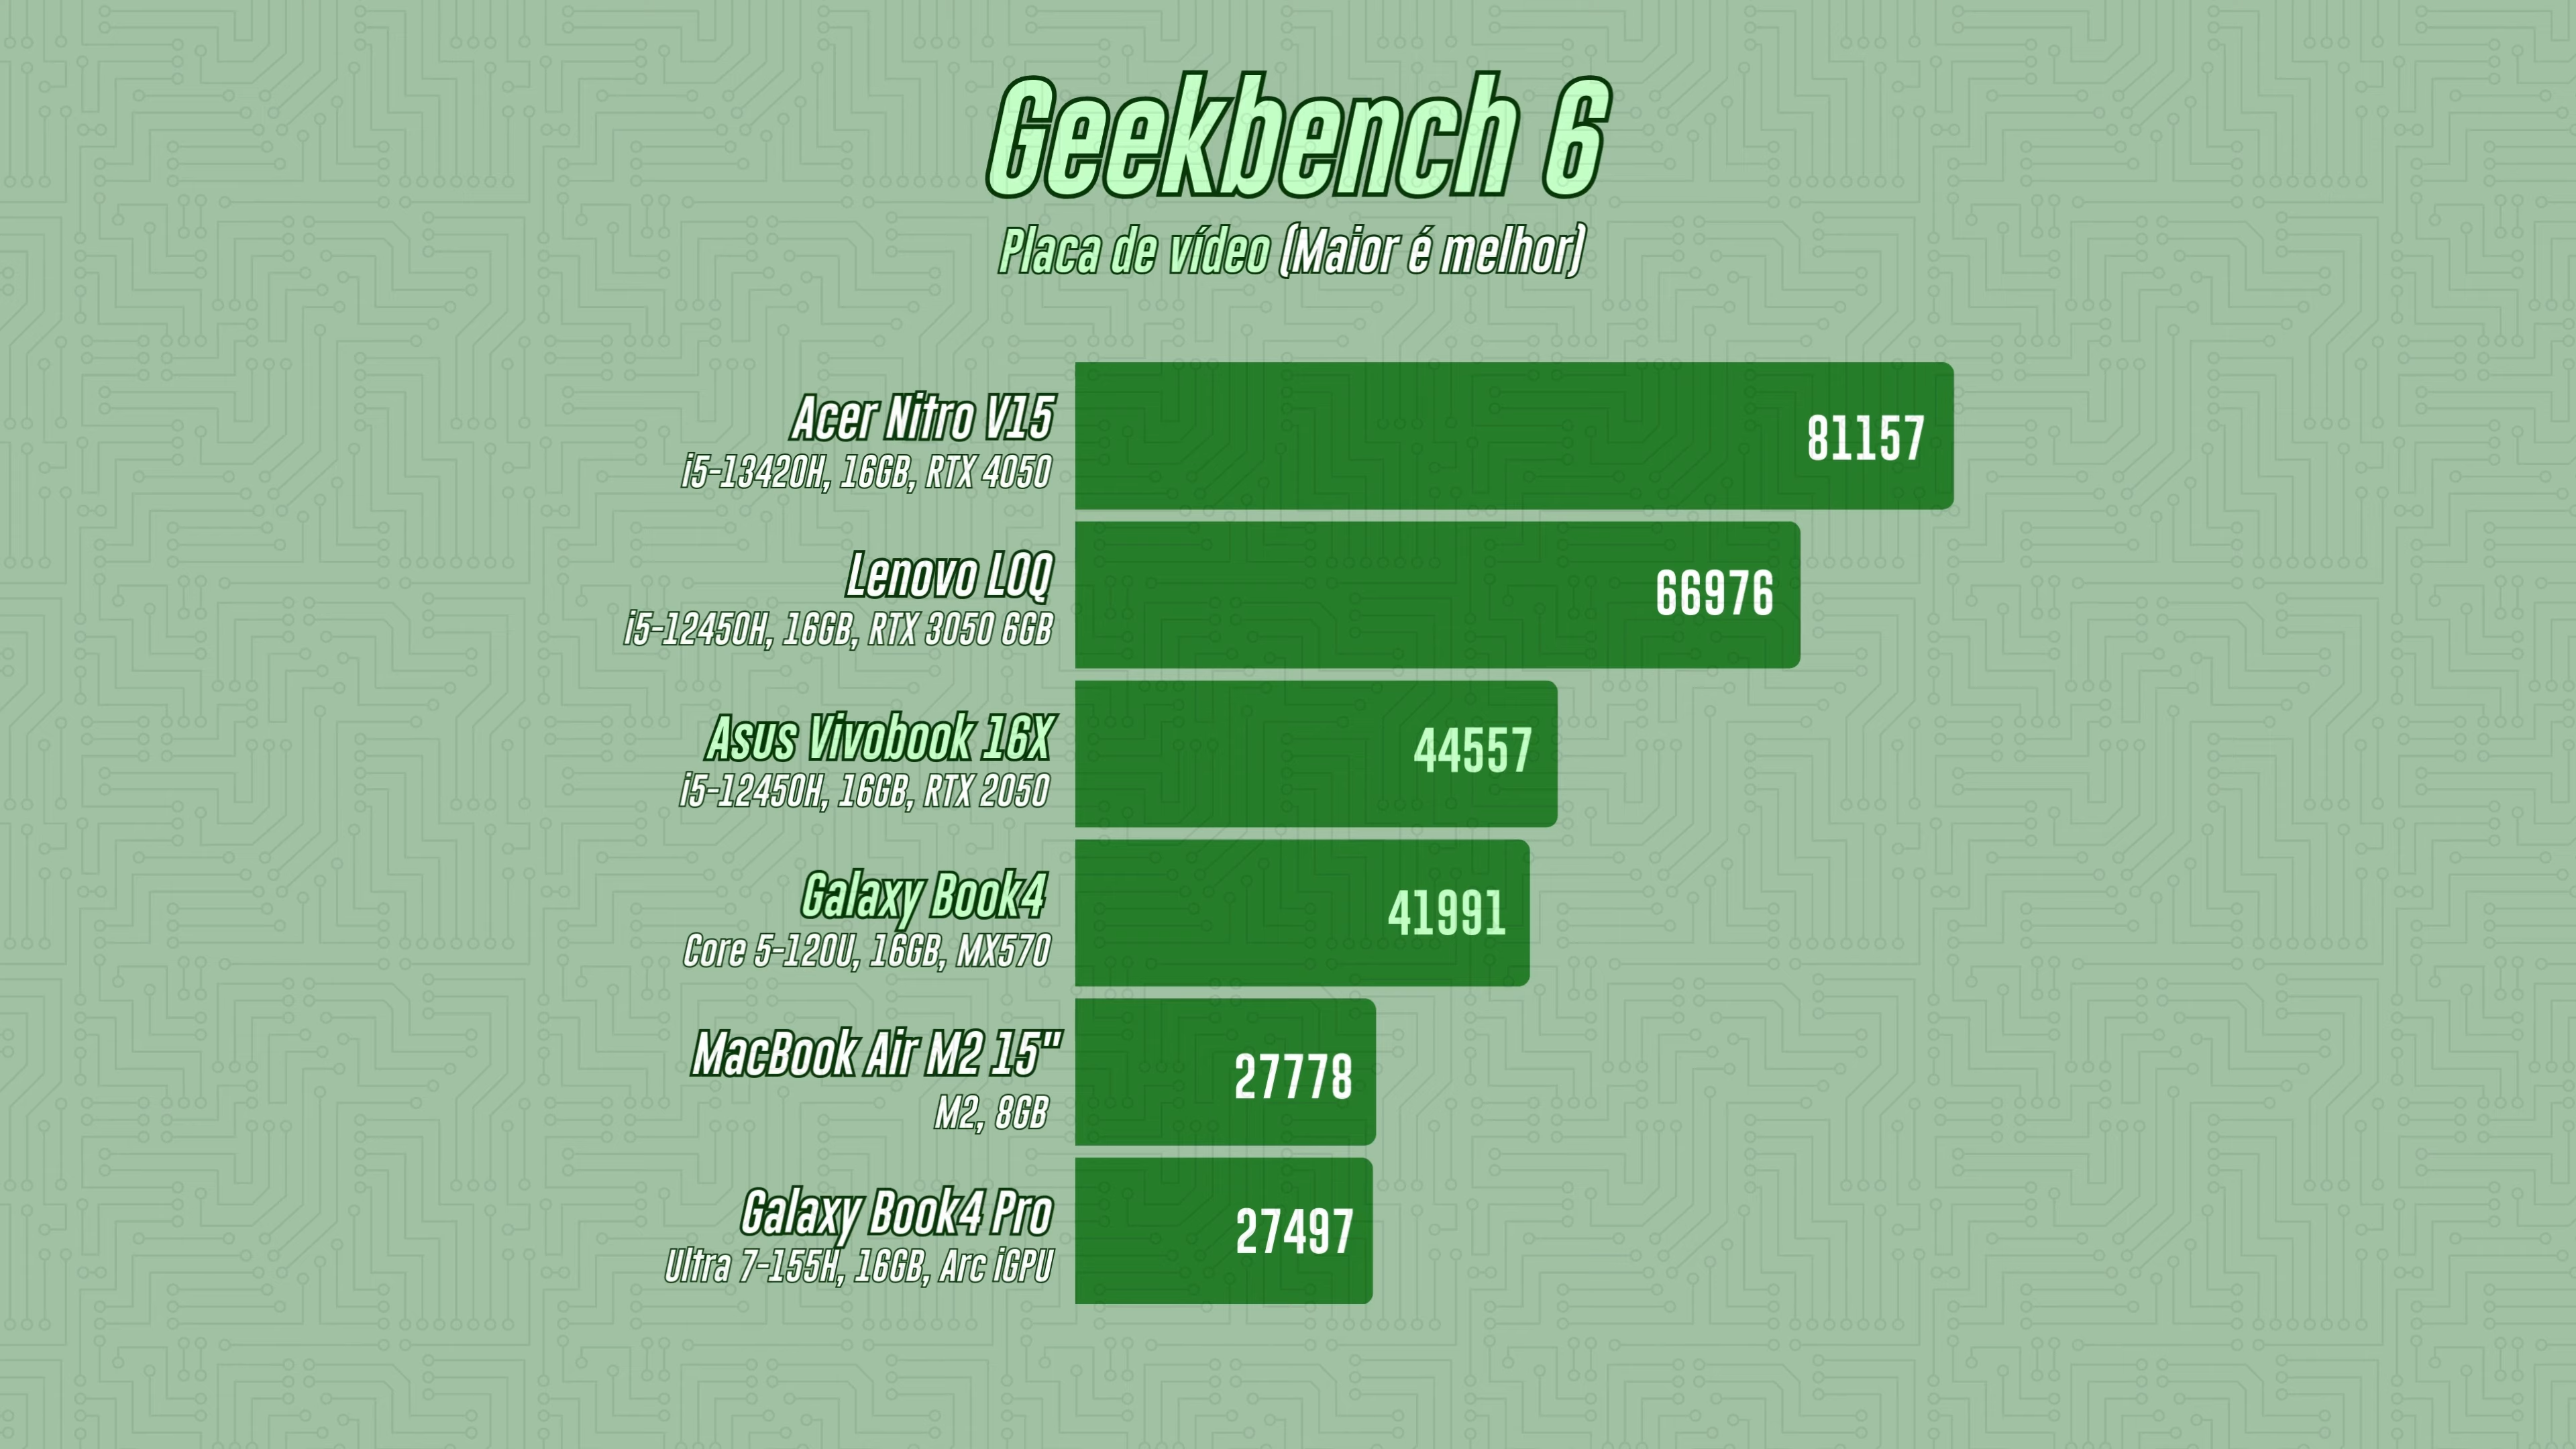 Geekbench 6
Placa de vídeo (Maior é melhor)
Acer Nitro V15
i5-13420H, 16GB, RTX 4050
81157
Lenovo LOQ
i5-12450H, 16GB, RTX 3050 6GB
66976
Asus Vivobook 16X
i5-12450H, 16GB, RTX 2050
44557
Galaxy Book4
Core 5-120U, 16GB, MX570
41991
MacBook Air M2 15"
M2, 8GB
27778
Galaxy Book4 Pro
Ultra 7-155H, 16GB, Arc iGPU
27497